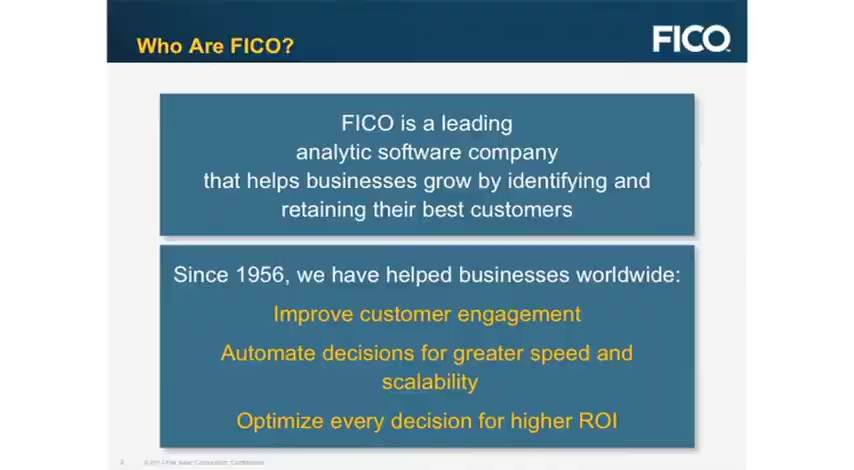 Who Are FICO?
FICO
FICO is a leading
analytic software company
that helps businesses grow by identifying and
retaining their best customers
Since 1956, we have helped businesses worldwide:
Improve customer engagement
Automate decisions for greater speed and
scalability
Optimize every decision for higher ROI